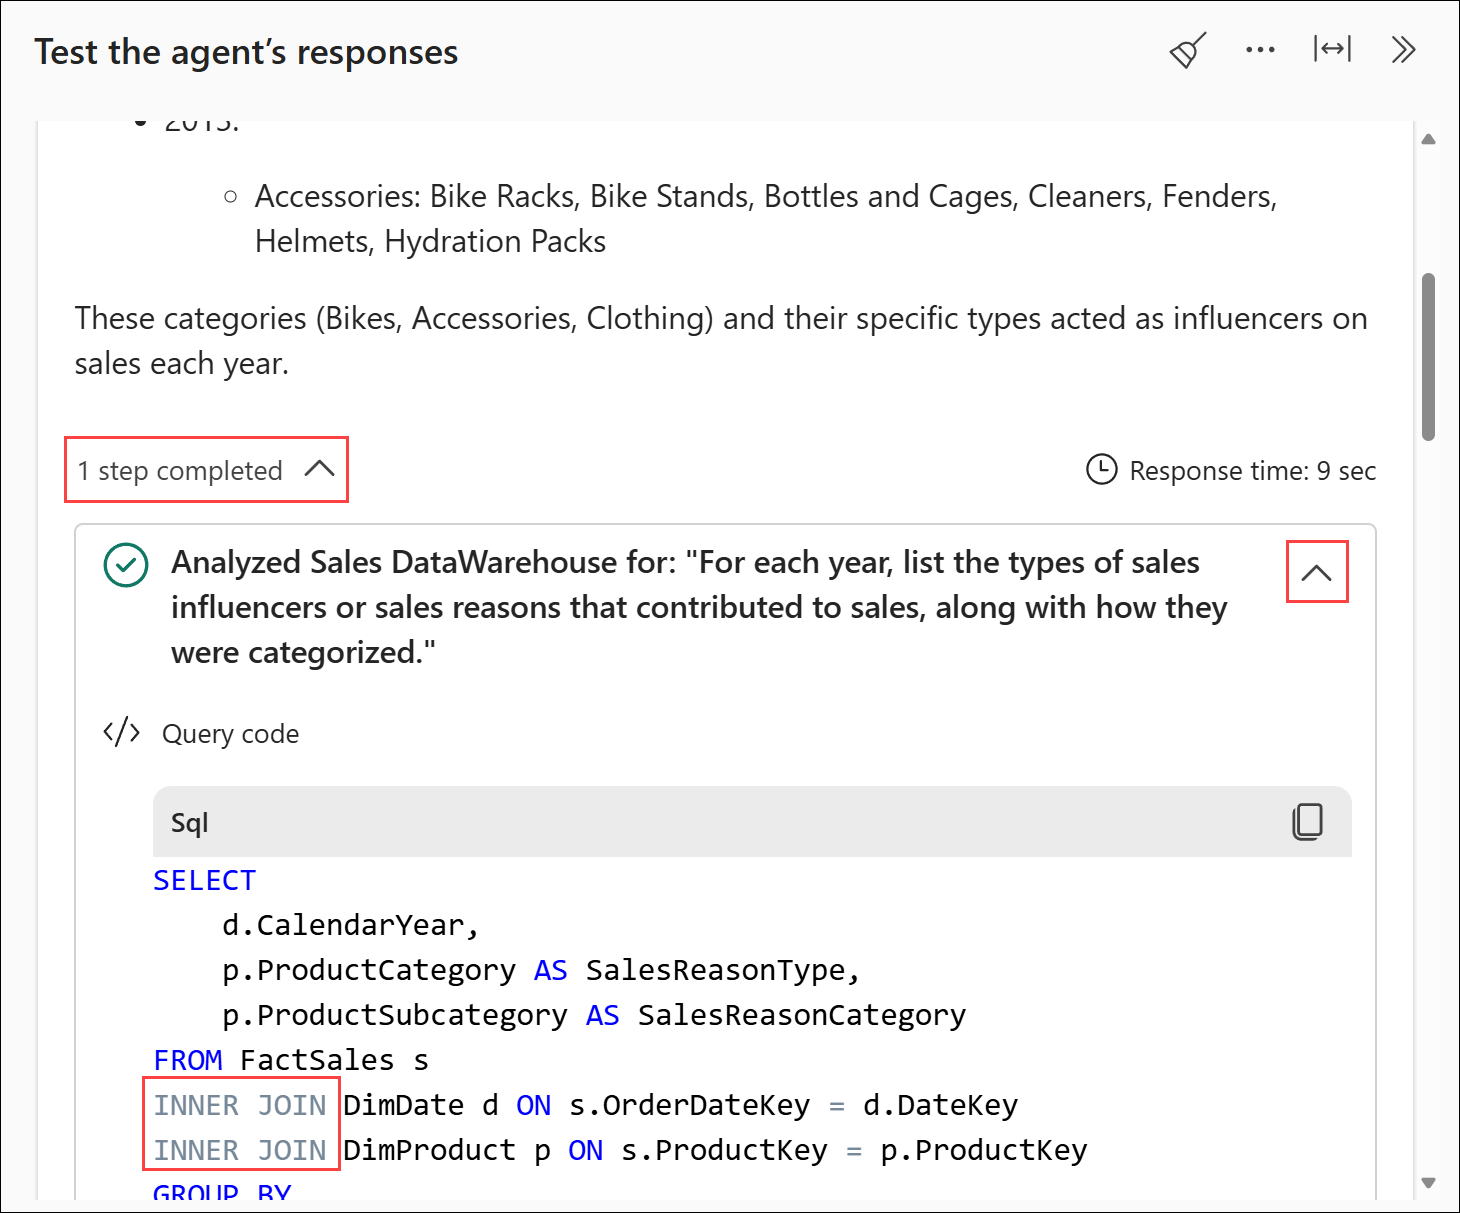 Test the agent’s responses
Accessories: Bike Racks, Bike Stands, Bottles and Cages, Cleaners, Fenders,
Helmets, Hydration Packs
These categories (Bikes, Accessories, Clothing) and their specific types acted as influencers on
sales each year.
1 step completed
Response time: 9 sec
Analyzed Sales DataWarehouse for: "For each year, list the types of sales
influencers or sales reasons that contributed to sales, along with how they
were categorized."
</> Query code
Sql
SELECT
d.CalendarYear,
p.ProductCategory AS SalesReasonType,
p.ProductSubcategory AS SalesReasonCategory
FROM FactSales s
INNER JOIN DimDate d ON s.OrderDateKey = d.DateKey
INNER JOIN DimProduct p ON s.ProductKey = p.ProductKey
GROUP BY